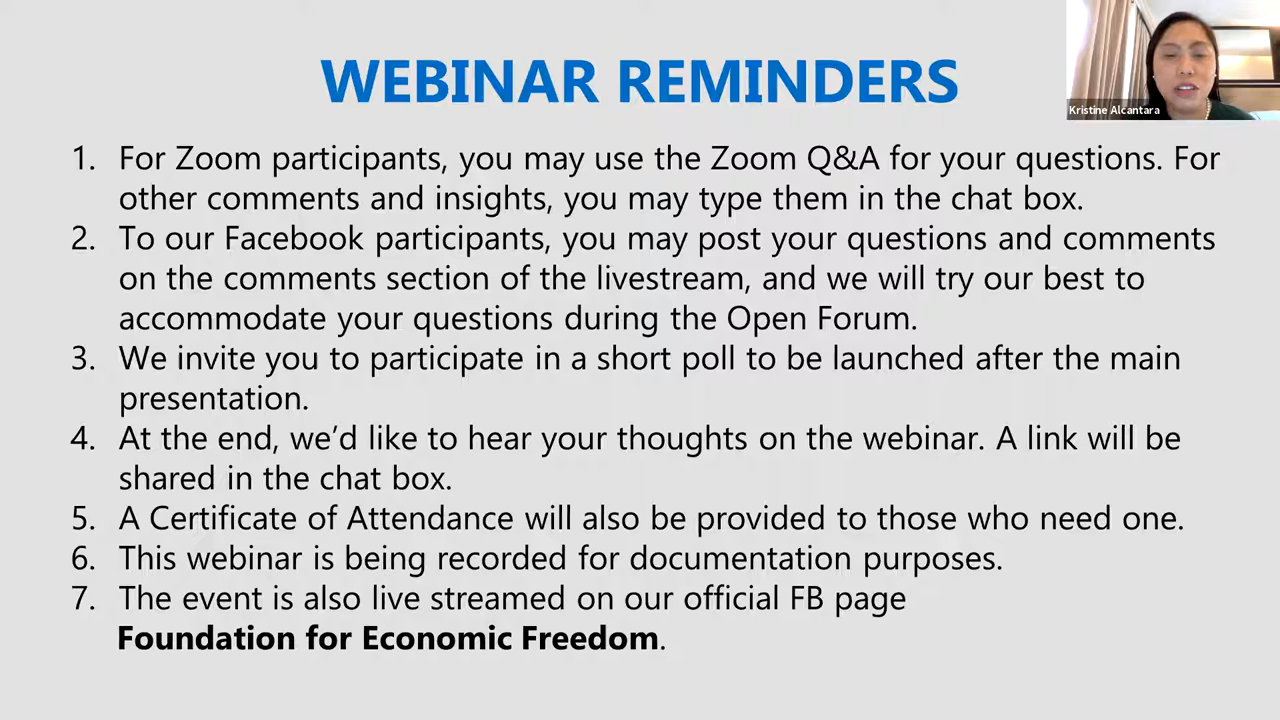 WEBINAR REMINDERS
Kristine Alcantara
1. For Zoom participants, you may use the Zoom Q&A for your questions. For
other comments and insights, you may type them in the chat box.
2. To our Facebook participants, you may post your questions and comments
on the comments section of the livestream, and we will try our best to
accommodate your questions during the Open Forum.
3. We invite you to participate in a short poll to be launched after the main
presentation.
4. At the end, we’d like to hear your thoughts on the webinar. A link will be
shared in the chat box.
5. A Certificate of Attendance will also be provided to those who need one.
6. This webinar is being recorded for documentation purposes.
7. The event is also live streamed on our official FB page
Foundation for Economic Freedom.